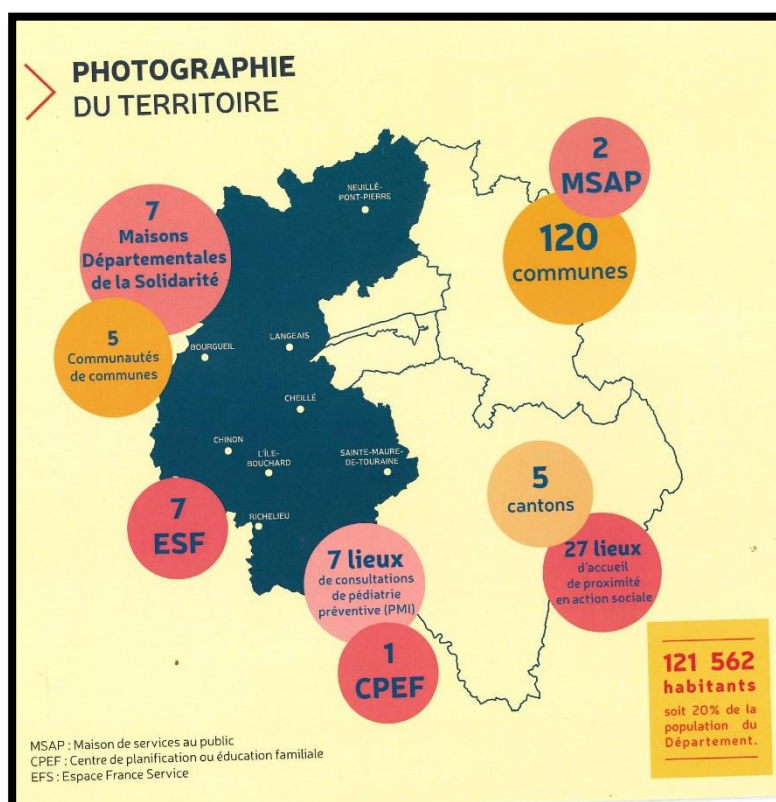 PHOTOGRAPHIE
DU TERRITOIRE
2
MSAP
120
communes
7
Maisons
Départementales
de la Solidarité
5
Communautés
de communes
NEUILLÉ-
PONT-PIERRE
BOURGUEIL
LANGEAIS
CHEILLÉ
CHINON
L'ÎLE-
BOUCHARD
SAINTE-MAURE-
DE-TOURAINE
RICHELIEU
7
ESF
5
cantons
7 lieux
de consultations
de pédiatrie
préventive (PMI)
27 lieux
d'accueil
de proximité
en action sociale
1
CPEF
121 562
habitants
soit 20% de la
population du
Département.
MSAP : Maison de services au public
CPEF : Centre de planification ou éducation familiale
EFS : Espace France Service